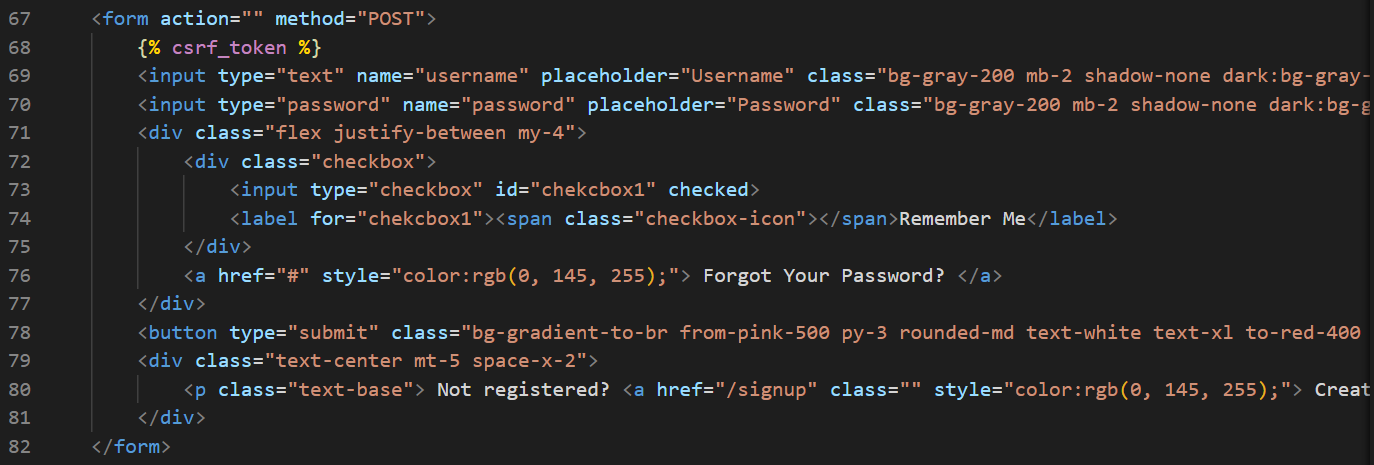 67 <form action="" method="POST">
68 {% csrf_token %}
69 <input type="text" name="username" placeholder="Username" class="bg-gray-200 mb-2 shadow-none dark:bg-gray-
70 <input type="password" name="password" placeholder="Password" class="bg-gray-200 mb-2 shadow-none dark:bg-g
71 <div class="flex justify-between my-4">
72 <div class="checkbox">
73 <input type="checkbox" id="chekcbox1" checked>
74 <label for="chekcbox1"><span class="checkbox-icon"></span>Remember Me</label>
75 </div>
76 <a href="#" style="color:rgb(0, 145, 255);"> Forgot Your Password? </a>
77 </div>
78 <button type="submit" class="bg-gradient-to-br from-pink-500 py-3 rounded-md text-white text-xl to-red-400
79 <div class="text-center mt-5 space-x-2">
80 <p class="text-base"> Not registered? <a href="/signup" class="" style="color:rgb(0, 145, 255);"> Creat
81 </div>
82 </form>